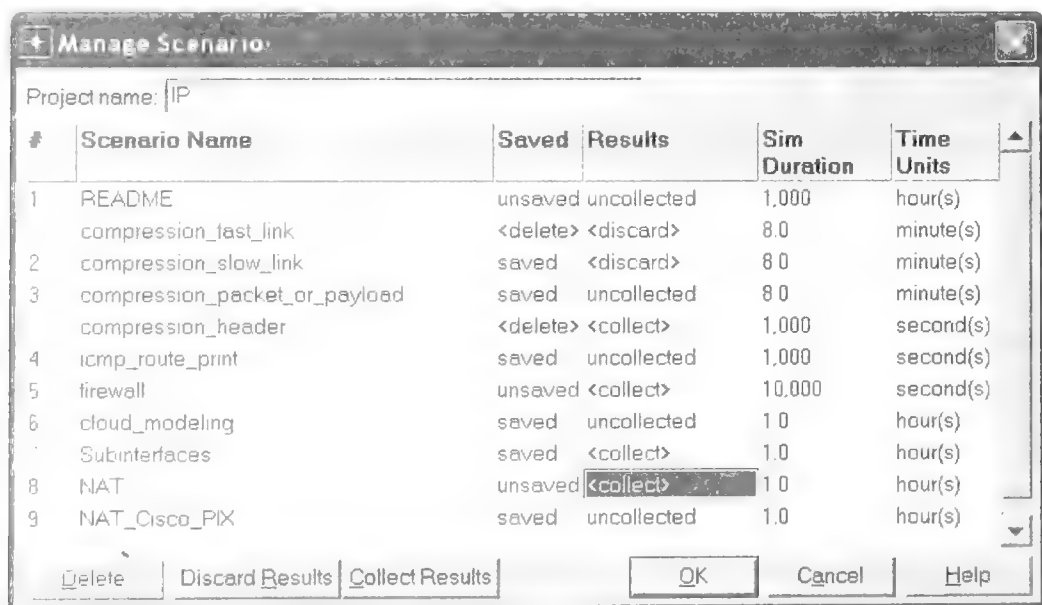 Manage Scenarios
Project name: IP
# Scenario Name Saved Results Sim Duration Time Units
1 README unsaved uncollected 1,000 hour(s)
compression_fast_link <delete> <discard> 8.0 minute(s)
2 compression_slow_link saved <discard> 8.0 minute(s)
3 compression_packet_or_payload saved uncollected 8.0 minute(s)
compression_header <delete> <collect> 1,000 second(s)
4 icmp_route_print saved uncollected 1,000 second(s)
5 firewall unsaved <collect> 10,000 second(s)
6 cloud_modeling saved uncollected 1.0 hour(s)
Subinterfaces saved <collect> 1.0 hour(s)
8 NAT unsaved <collect> 1.0 hour(s)
9 NAT_Cisco_PIX saved uncollected 1.0 hour(s)
Delete Discard Results Collect Results OK Cancel Help